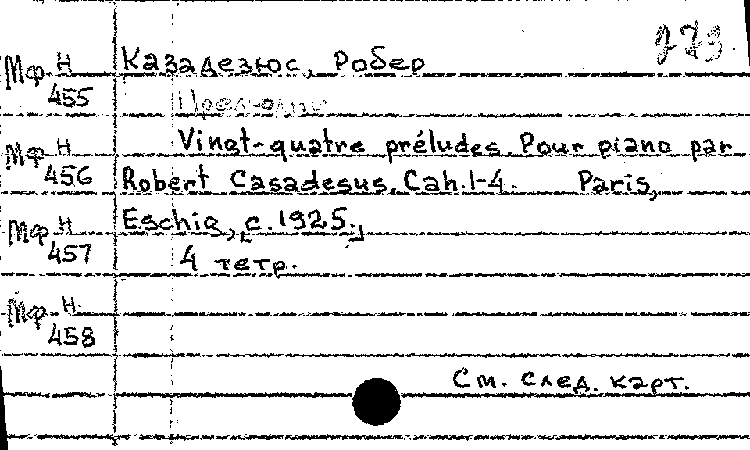 Мф Н 455
Казадезюс, Робер
Vingt-quatre préludes. Pour piano par
Мф Н 456
Robert Casadesus. Cah. 1-4. Paris,
Мф Н 457
Eschig, [c. 1925.]
4 тетр.
Мф Н 458
См. след. карт.